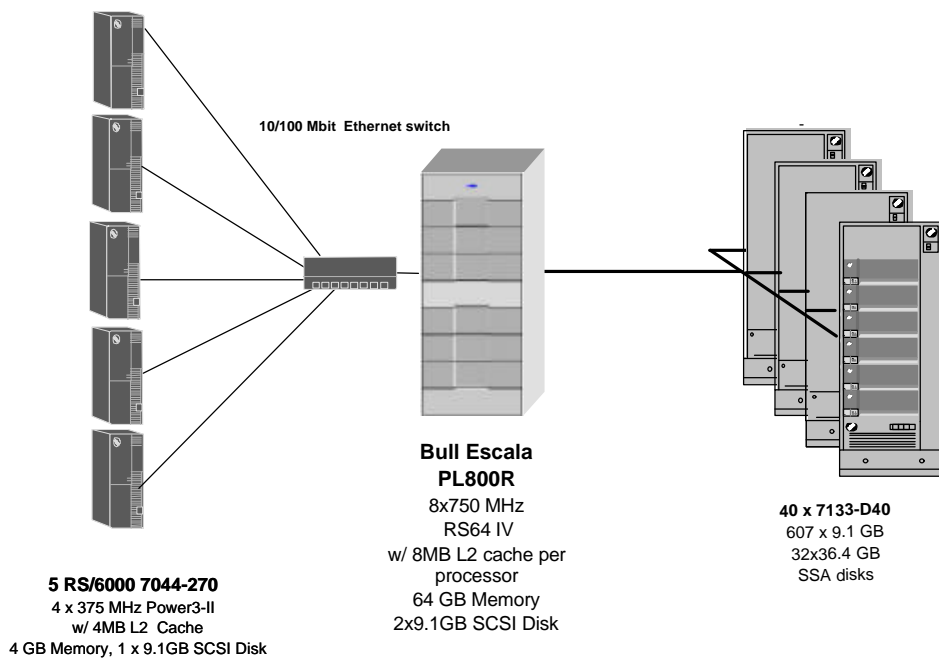 10/100 Mbit Ethernet switch
Bull Escala
PL800R
8x750 MHz
RS64 IV
w/ 8MB L2 cache per
processor
64 GB Memory
2x9.1GB SCSI Disk
40 x 7133-D40
607 x 9.1 GB
32x36.4 GB
SSA disks
5 RS/6000 7044-270
4 x 375 MHz Power3-II
w/ 4MB L2 Cache
4 GB Memory, 1 x 9.1GB SCSI Disk